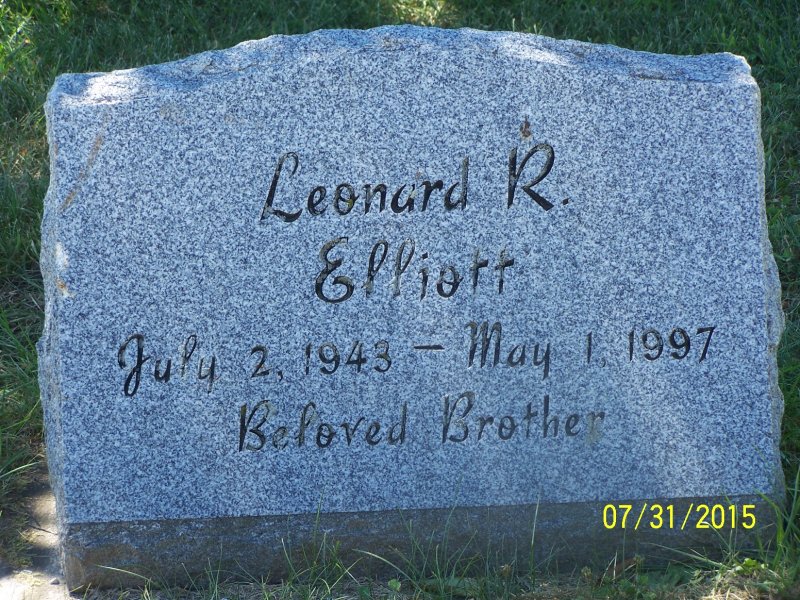 Leonard R.
Elliott
July 2, 1943 – May 1, 1997
Beloved Brother
07/31/2015